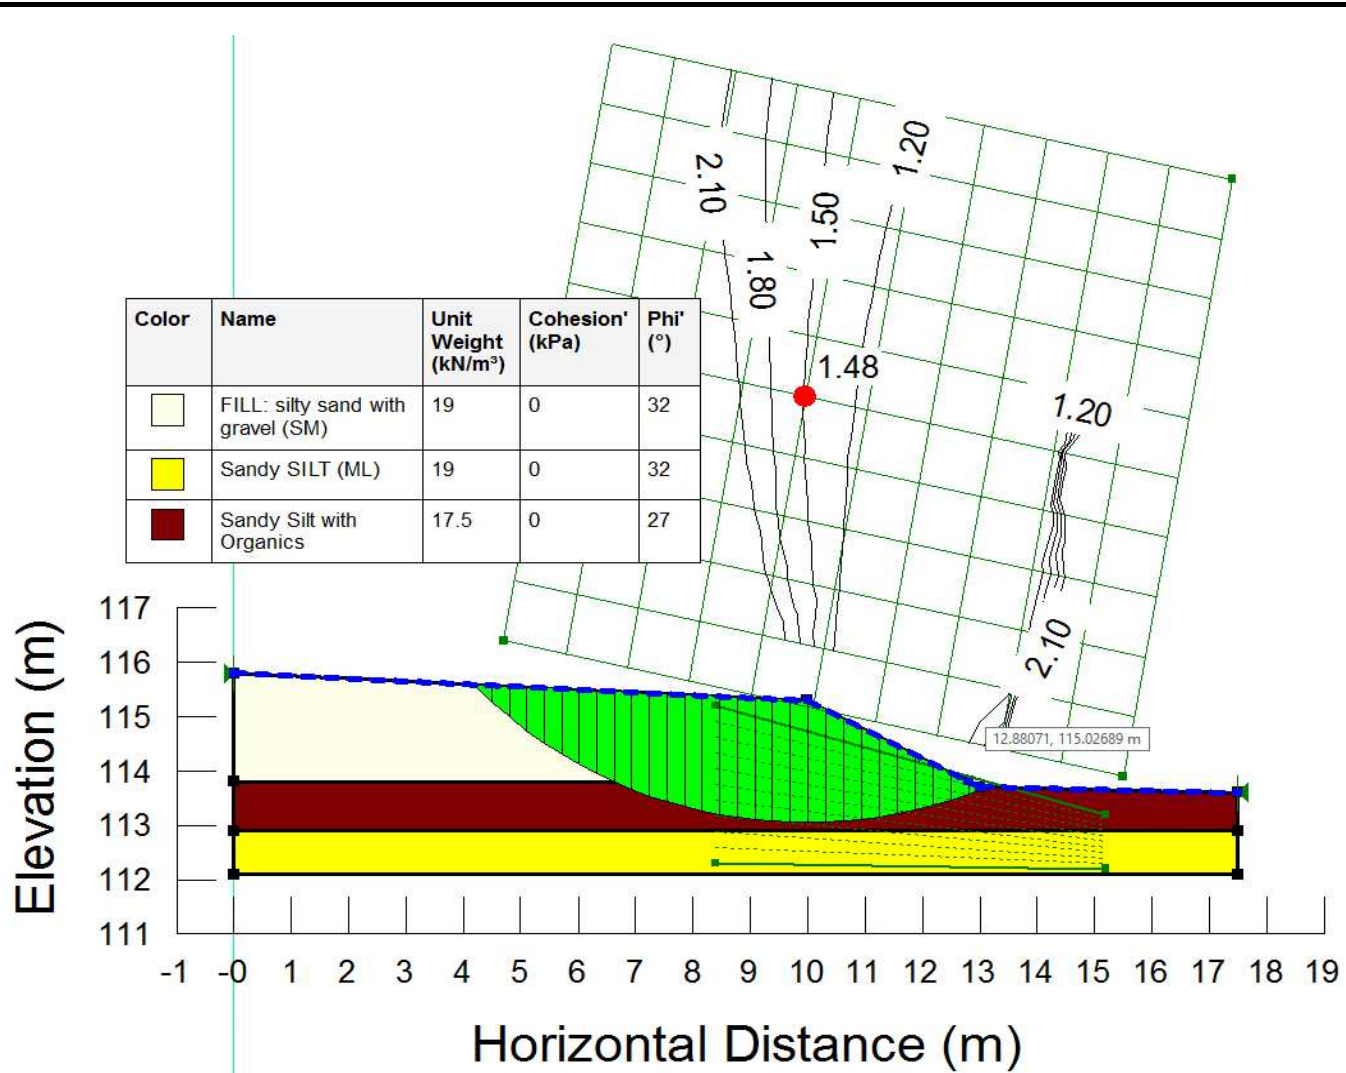 1.20
2.10
1.50
1.80
Color Name Unit Weight (kN/m³) Cohesion' (kPa) Phi' (°)
FILL: silty sand with gravel (SM) 19 0 32
Sandy SILT (ML) 19 0 32
Sandy Silt with Organics 17.5 0 27
1.48
1.20
2.10
12.88071, 115.02689 m
117
116
115
114
113
112
111
Elevation (m)
-1 -0 1 2 3 4 5 6 7 8 9 10 11 12 13 14 15 16 17 18 19
Horizontal Distance (m)